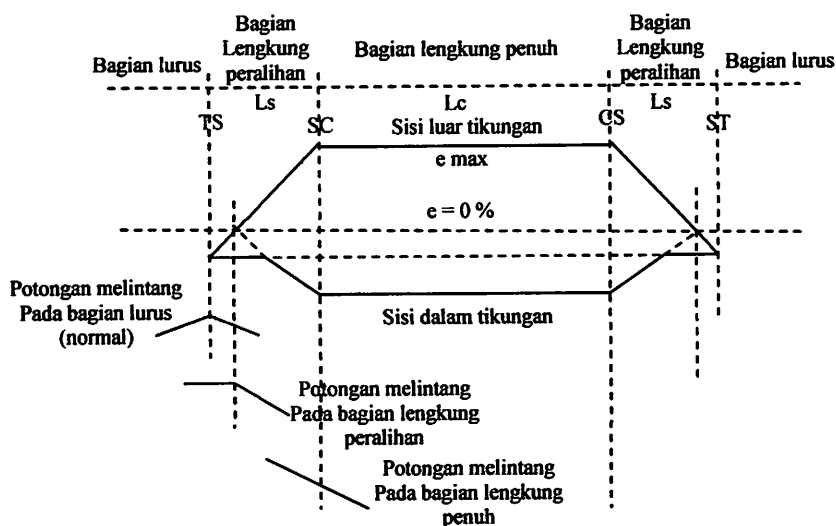 Bagian lurus
Bagian
Lengkung
peralihan
Bagian lengkung penuh
Bagian
Lengkung
peralihan
Bagian lurus
Ls
Lc
Ls
TS
SC
Sisi luar tikungan
CS
ST
e max
e = 0 %
Potongan melintang
Pada bagian lurus
(normal)
Sisi dalam tikungan
Potongan melintang
Pada bagian lengkung
peralihan
Potongan melintang
Pada bagian lengkung
penuh